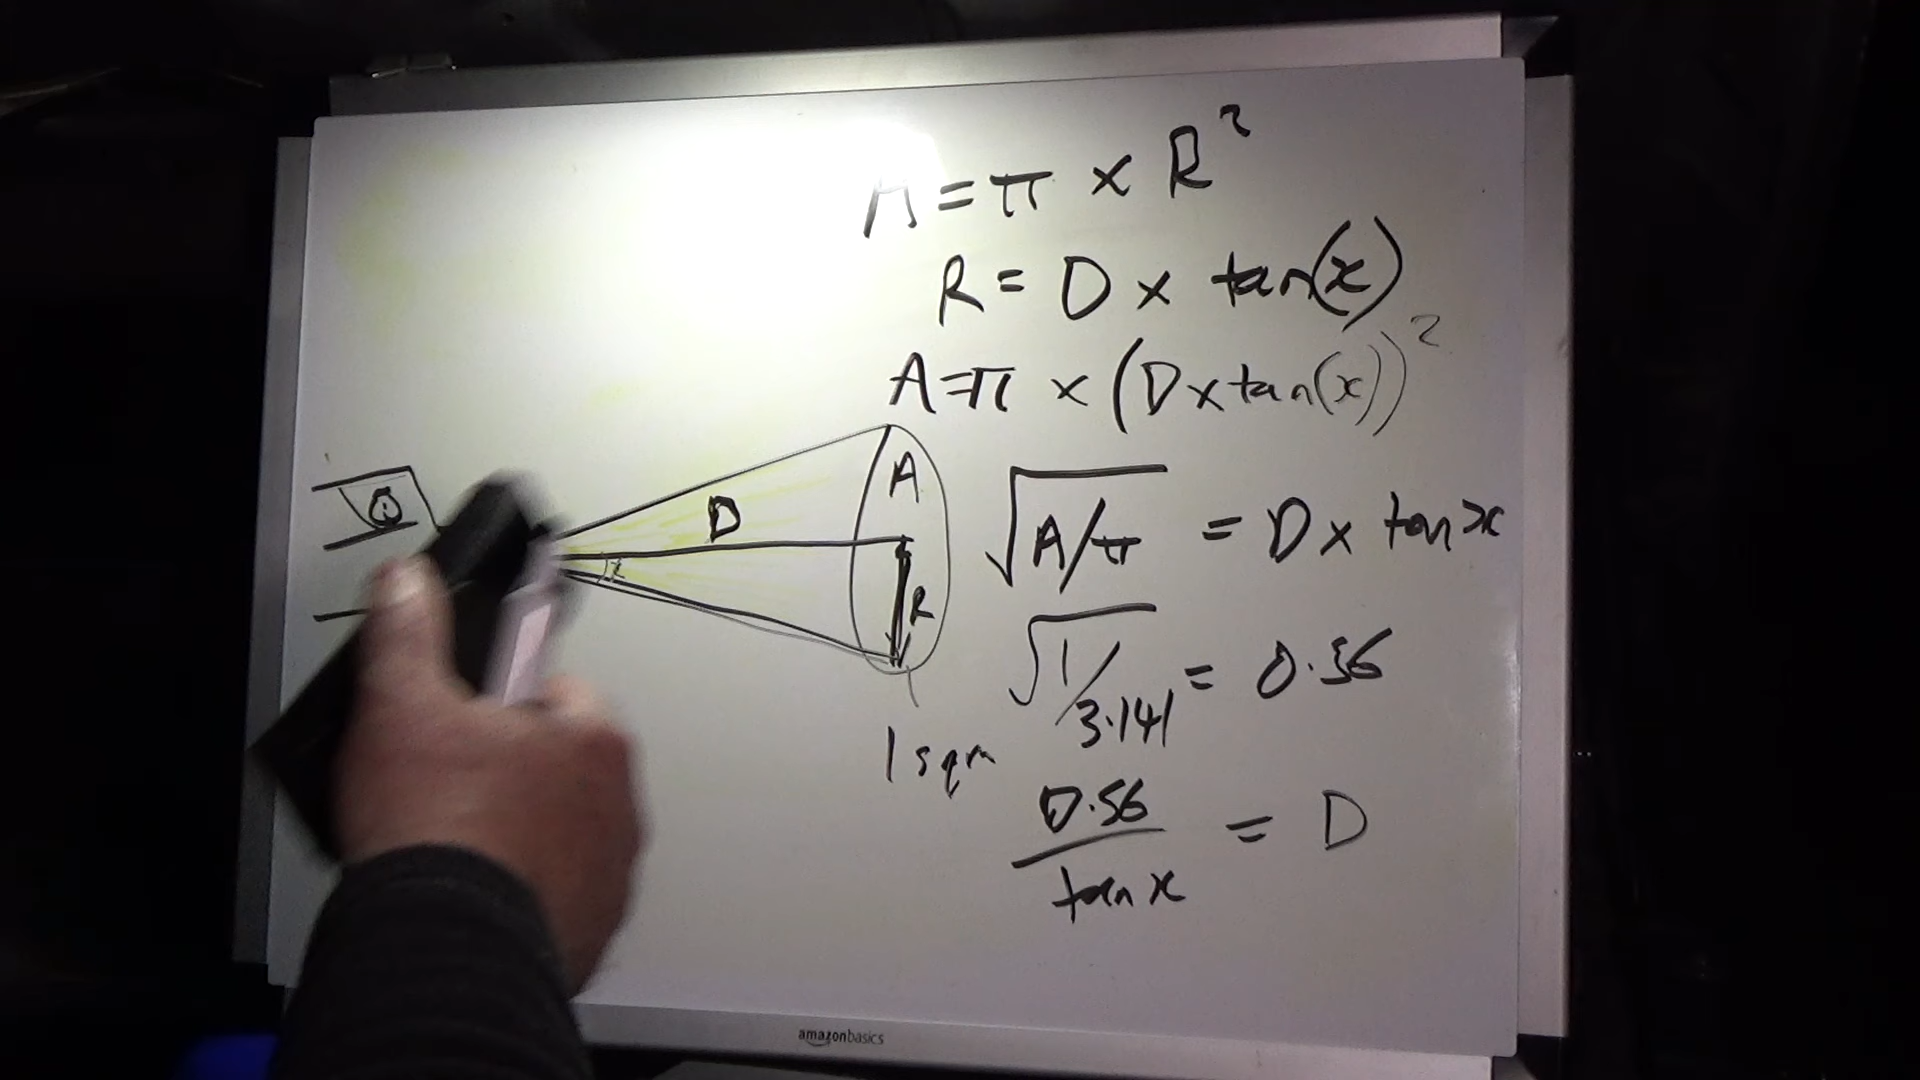 A = π × R²
R = D × tan(x)
A = π × (D × tan(x))²
A
D
x
R
√A/π = D × tan x
√1/3.141 = 0.56
1 sqm
0.56/tan x = D
amazonbasics